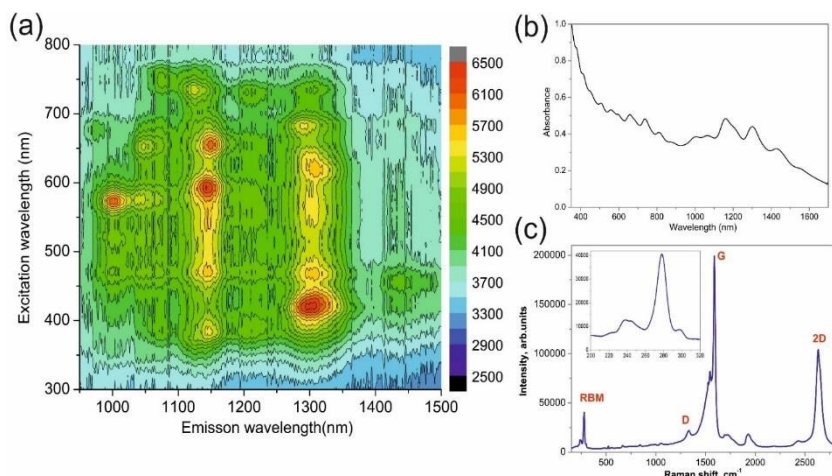 (a)
800
700
600
500
400
300
Excitation wavelength (nm)
1000 1100 1200 1300 1400 1500
Emisson wavelength(nm)
6500
6100
5700
5300
4900
4500
4100
3700
3300
2900
2500
(b)
1.0
0.8
0.6
0.4
0.2
0.0
Absorbance
400 600 800 1000 1200 1400 1600
Wavelength (nm)
(c)
200000
150000
100000
50000
0
Intensity, arb.units
40000
30000
20000
10000
0
200 220 240 260 280 300 320
G
2D
RBM
D
500 1000 1500 2000 2500
Raman shift, cm⁻¹